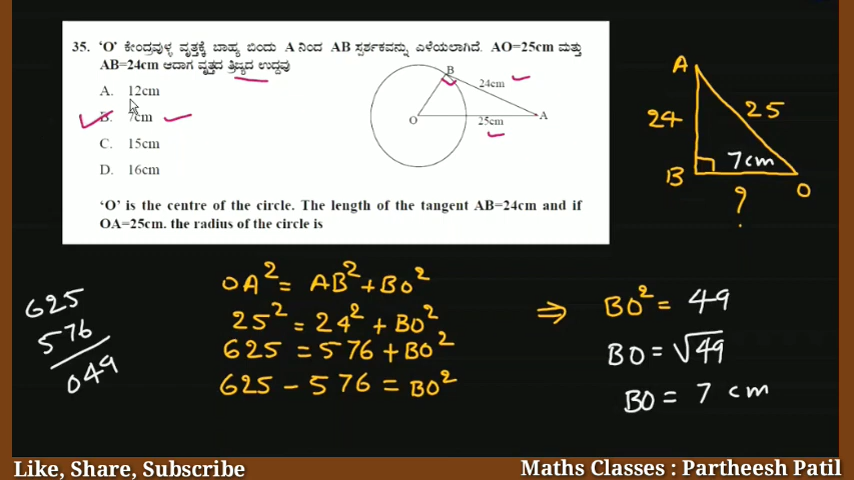 35. ‘O’ ಕೇಂದ್ರವುಳ್ಳ ವೃತ್ತಕ್ಕೆ ಬಾಹ್ಯ ಬಿಂದು A ನಿಂದ AB ಸ್ಪರ್ಶಕವನ್ನು ಎಳೆಯಲಾಗಿದೆ. AO=25cm ಮತ್ತು
AB=24cm ಆದಾಗ ವೃತ್ತದ ತ್ರಿಜ್ಯದ ಉದ್ದವು
A. 12cm
B. 7cm
C. 15cm
D. 16cm
B
24cm
O
25cm
A
‘O’ is the centre of the circle. The length of the tangent AB=24cm and if
OA=25cm. the radius of the circle is
A
24
25
7cm
B
?
O
625
576
049
OA² = AB² + BO²
25² = 24² + BO²
625 = 576 + BO²
625 – 576 = BO²
⇒ BO² = 49
BO = √49
BO = 7 cm
Like, Share, Subscribe
Maths Classes : Partheesh Patil